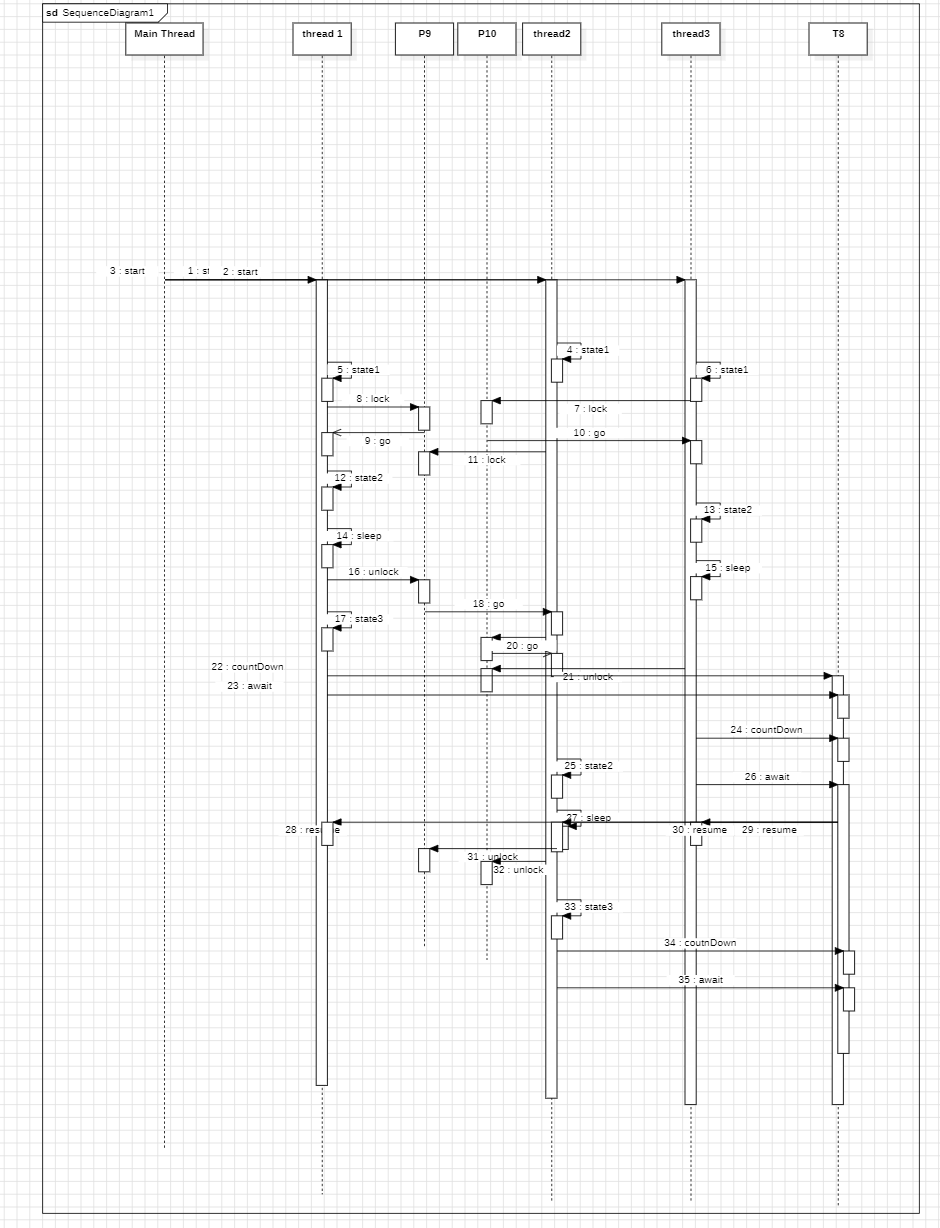 sd SequenceDiagram1
Main Thread
thread 1
P9
P10
thread2
thread3
T8
3 : start
1 : st
2 : start
4 : state1
5 : state1
6 : state1
8 : lock
7 : lock
9 : go
10 : go
11 : lock
12 : state2
13 : state2
14 : sleep
15 : sleep
16 : unlock
18 : go
17 : state3
20 : go
22 : countDown
21 : unlock
23 : await
24 : countDown
25 : state2
26 : await
27 : sleep
28 : resume
30 : resume
29 : resume
31 : unlock
32 : unlock
33 : state3
34 : coutnDown
35 : await